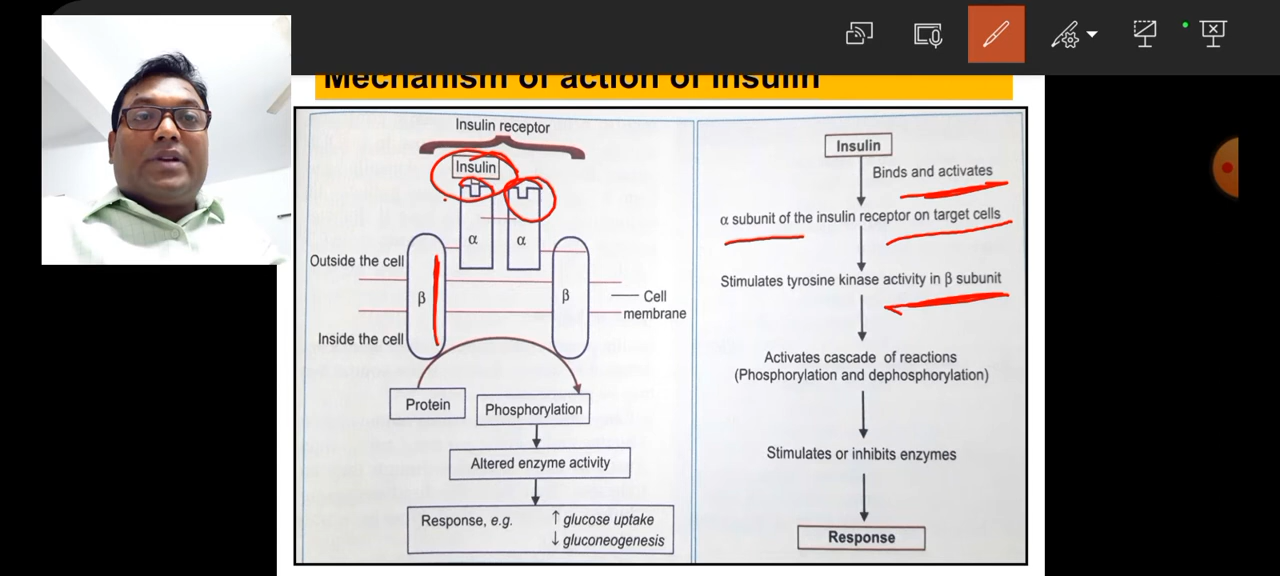 Mechanism of action of insulin
Insulin receptor
Insulin
α
α
Outside the cell
β
β
Cell
membrane
Inside the cell
Protein
Phosphorylation
Altered enzyme activity
Response, e.g. ↑ glucose uptake
↓ gluconeogenesis
Insulin
Binds and activates
α subunit of the insulin receptor on target cells
Stimulates tyrosine kinase activity in β subunit
Activates cascade of reactions
(Phosphorylation and dephosphorylation)
Stimulates or inhibits enzymes
Response